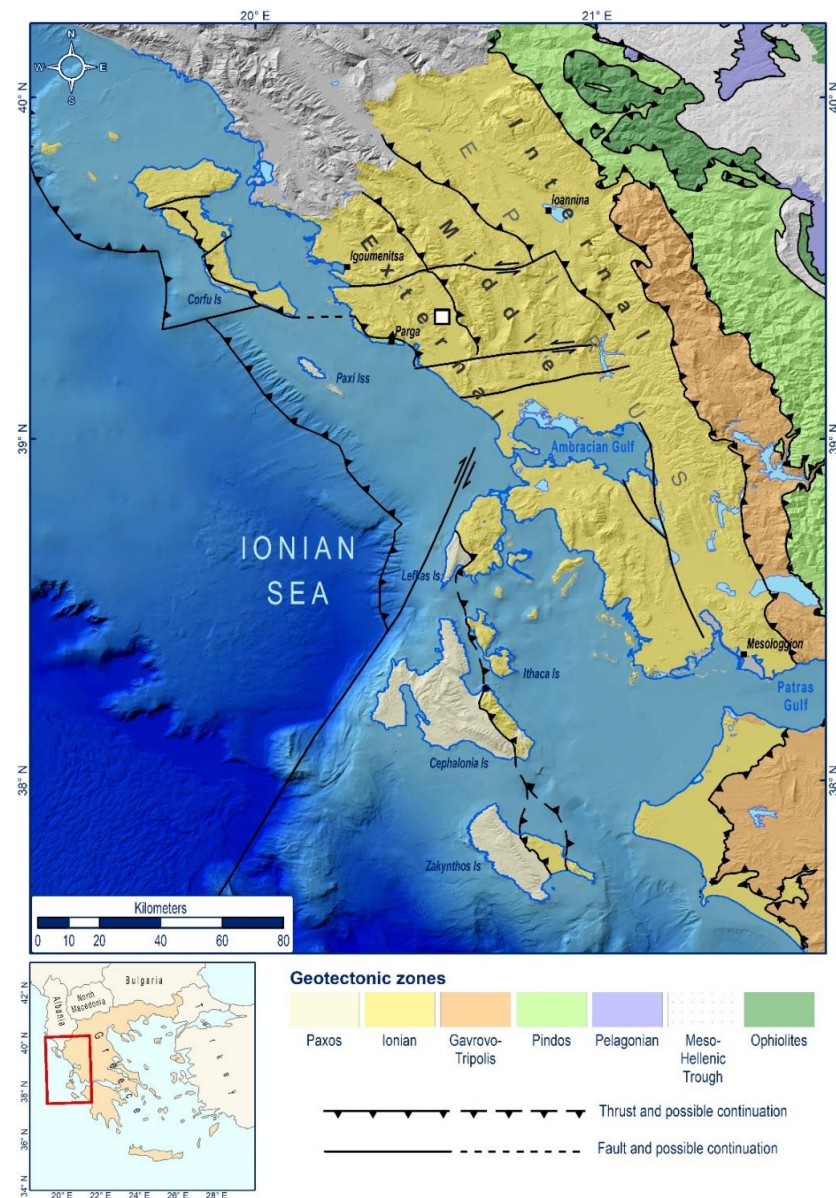 20° E
21° E
N
W
E
S
40° N
40° N
39° N
39° N
38° N
38° N
Internal
Middle
External
EPIRUS
Ioannina
Igoumenitsa
Corfu Is
Parga
Paxi Iss
Ambracian Gulf
IONIAN
SEA
Lefkas Is
Ithaca Is
Mesologgion
Patras
Gulf
Cephalonia Is
Zakynthos Is
Kilometers
0 10 20 40 60 80
Bulgaria
Albania
North
Macedonia
Greece
42° N
40° N
38° N
36° N
34° N
20° E 22° E 24° E 26° E 28° E
Geotectonic zones
Paxos
Ionian
Gavrovo-
Tripolis
Pindos
Pelagonian
Meso-
Hellenic
Trough
Ophiolites
Thrust and possible continuation
Fault and possible continuation